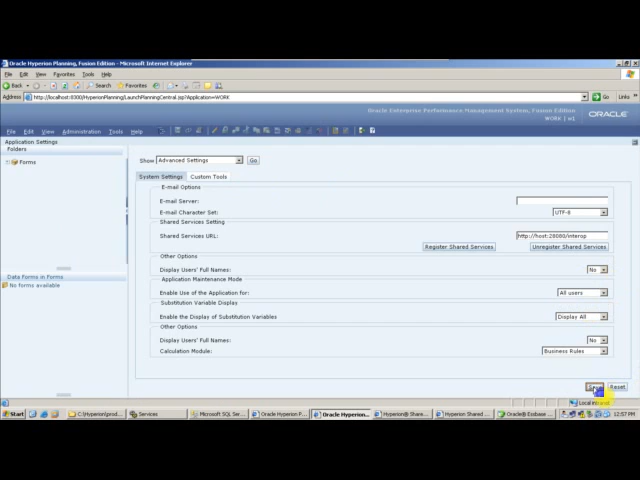 Oracle Hyperion Planning, Fusion Edition - Microsoft Internet Explorer
File Edit View Favorites Tools Help
Back Search Favorites
Address http://localhost:8300/HyperionPlanning/LaunchPlanningCentral.jsp?Application=WORK Go Links
Oracle Enterprise Performance Management System, Fusion Edition
WORK | w1 ORACLE
File Edit View Administration Tools Help
Application Settings
Folders
Forms
Show Advanced Settings Go
System Settings Custom Tools
E-mail Options
E-mail Server:
E-mail Character Set: UTF-8
Shared Services Setting
Shared Services URL: http://host:28080/interop
Register Shared Services Unregister Shared Services
Other Options
Display Users' Full Names: No
Application Maintenance Mode
Enable Use of the Application for: All users
Substitution Variable Display
Enable the Display of Substitution Variables Display All
Other Options
Display Users' Full Names: No
Calculation Module: Business Rules
Data Forms in Forms
No forms available
Reset
Local intranet
Start C:\Hyperion\prod... Services Microsoft SQL Ser... Oracle Hyperion P... Oracle Hyperion... Hyperion® Share... Hyperion Shared ... Oracle® Essbase ... 12:57 PM